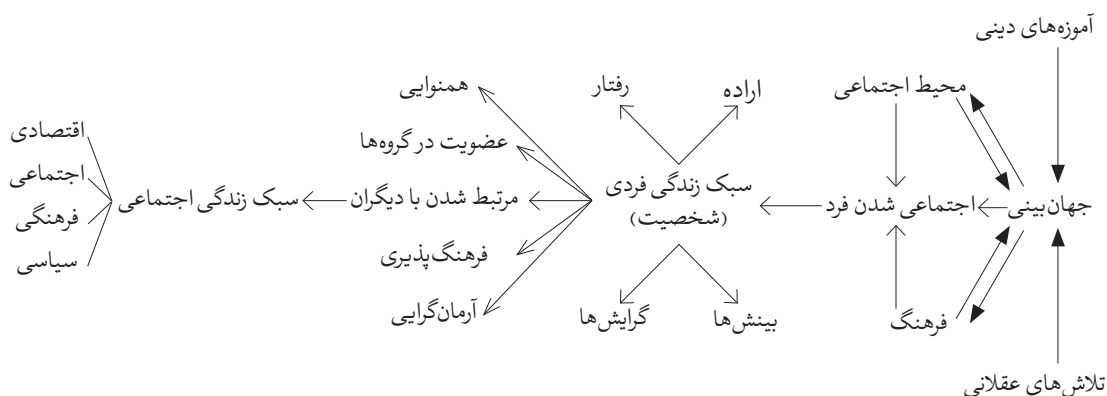 آموزه‌های دینی
محیط اجتماعی
جهان‌بینی
اجتماعی شدن فرد
فرهنگ
تلاش‌های عقلانی
اراده
رفتار
سبک زندگی فردی
(شخصیت)
بینش‌ها
گرایش‌ها
همنوایی
عضویت در گروه‌ها
مرتبط شدن با دیگران
فرهنگ‌پذیری
آرمان‌گرایی
سبک زندگی اجتماعی
اقتصادی
اجتماعی
فرهنگی
سیاسی